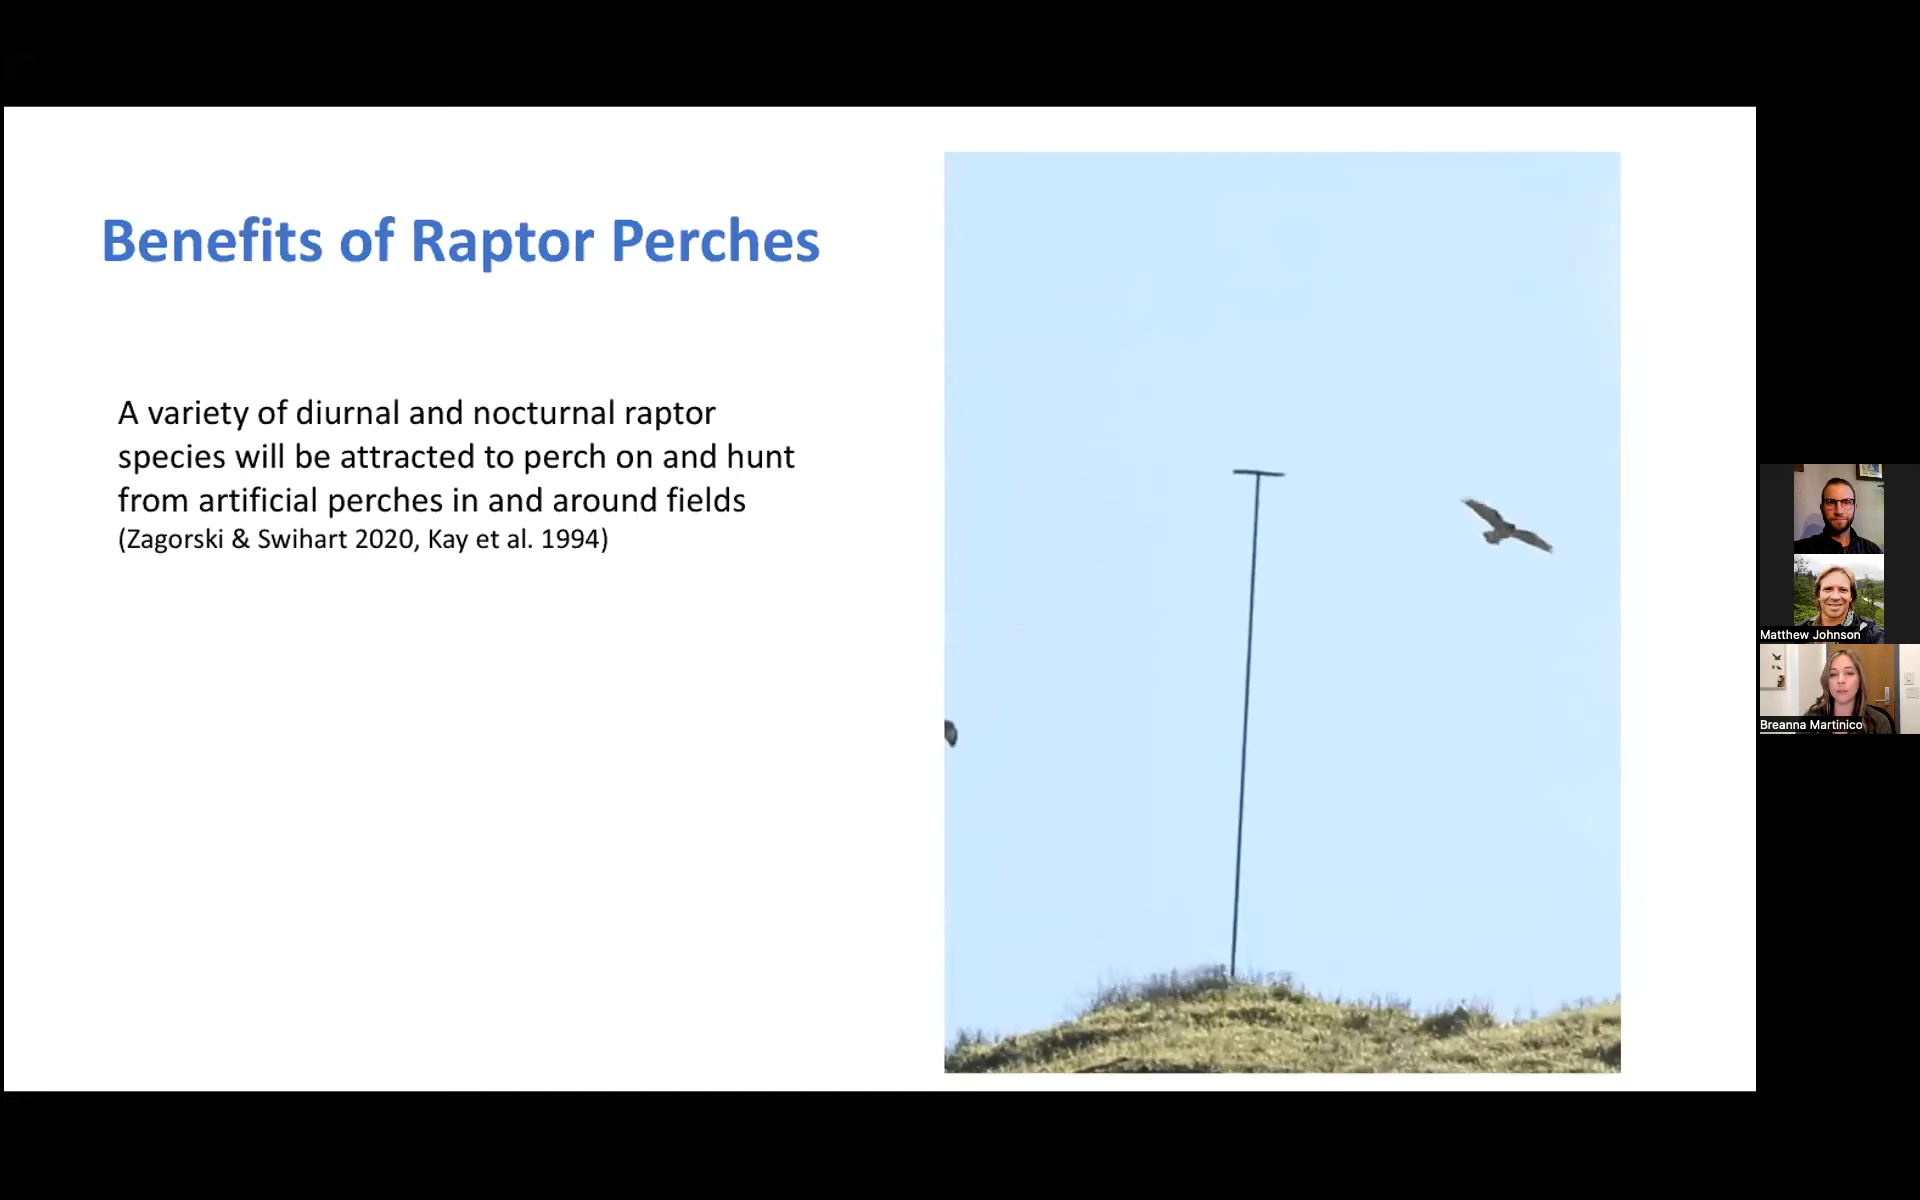 Benefits of Raptor Perches
A variety of diurnal and nocturnal raptor
species will be attracted to perch on and hunt
from artificial perches in and around fields
(Zagorski & Swihart 2020, Kay et al. 1994)
Matthew Johnson
Breanna Martinico